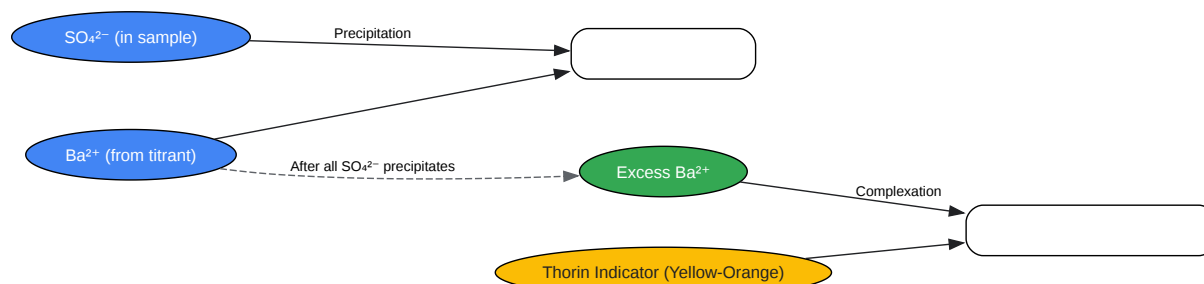 SO₄²⁻ (in sample)
Precipitation
Ba²⁺ (from titrant)
After all SO₄²⁻ precipitates
Excess Ba²⁺
Complexation
Thorin Indicator (Yellow-Orange)